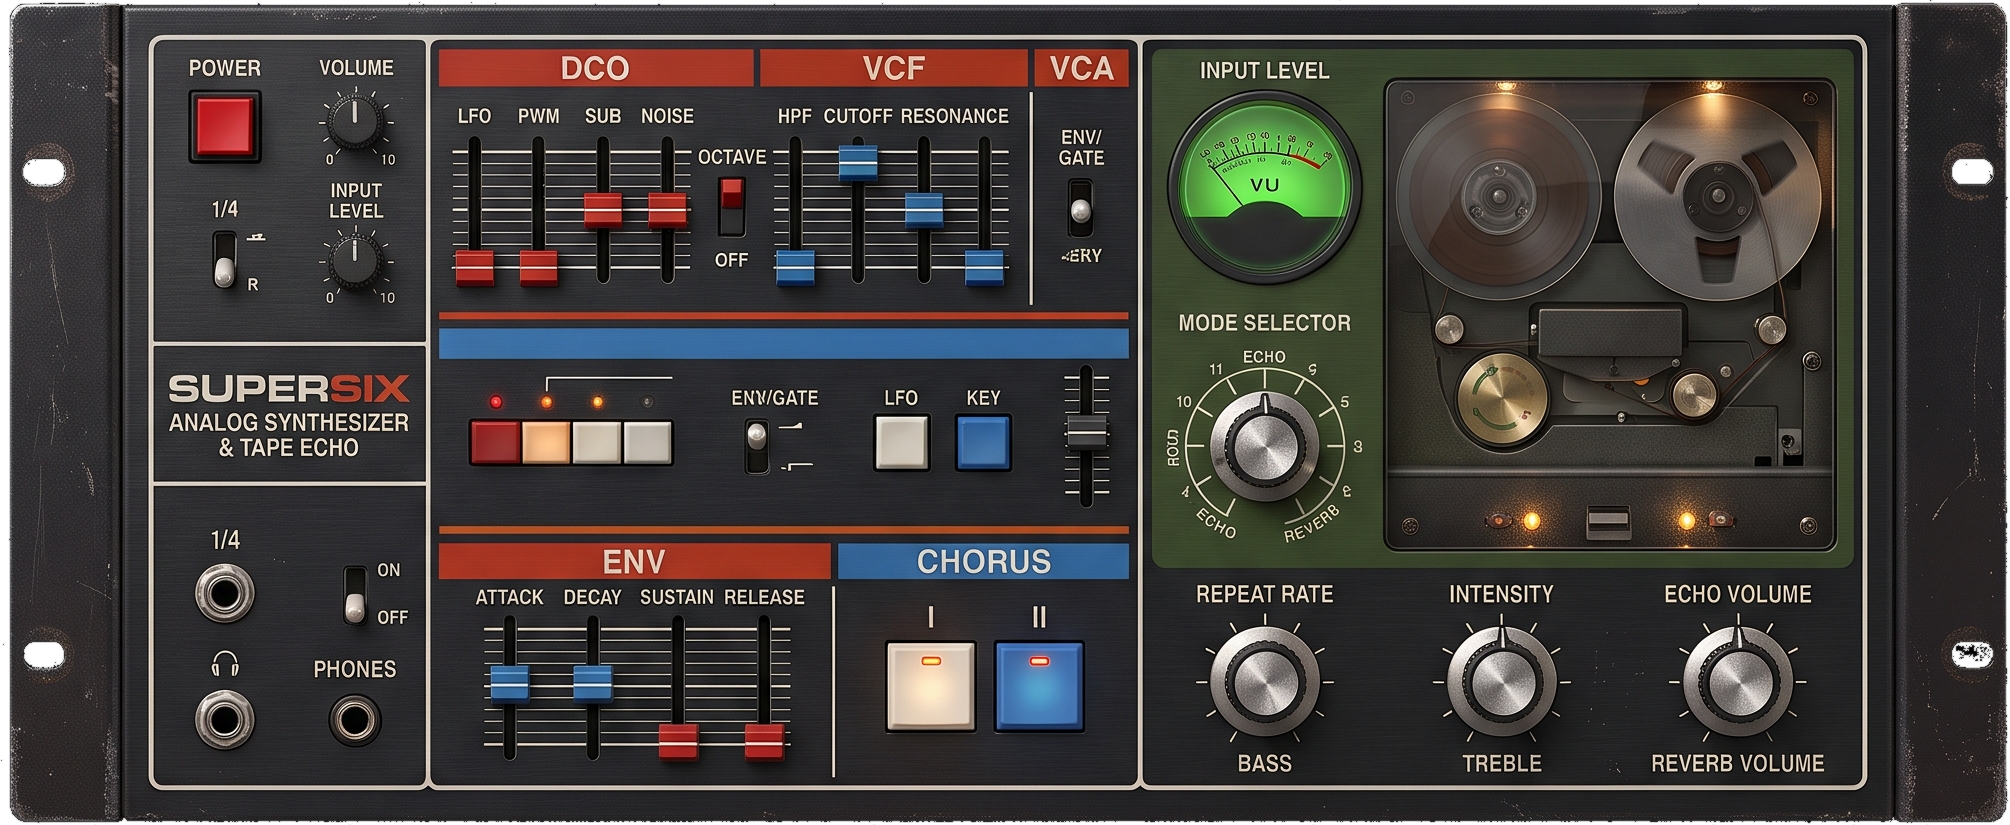 POWER
VOLUME
0
10
INPUT
LEVEL
0
10
1/4
R
SUPERSIX
ANALOG SYNTHESIZER
& TAPE ECHO
1/4
ON
OFF
PHONES
DCO
LFO
PWM
SUB
NOISE
OCTAVE
OFF
VCF
HPF
CUTOFF
RESONANCE
VCA
ENV/
GATE
ENV/GATE
LFO
KEY
ENV
ATTACK
DECAY
SUSTAIN
RELEASE
CHORUS
I
II
INPUT LEVEL
VU
MODE SELECTOR
ECHO
11
10
5
3
ECHO
REVERB
REPEAT RATE
INTENSITY
ECHO VOLUME
BASS
TREBLE
REVERB VOLUME